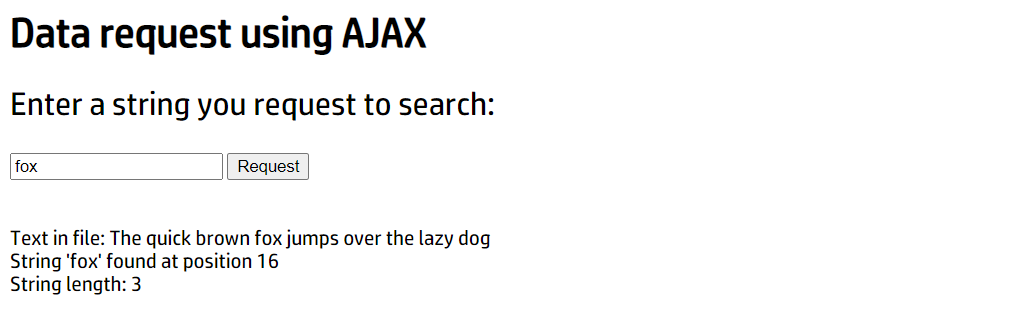 Data request using AJAX
Enter a string you request to search:
fox Request
Text in file: The quick brown fox jumps over the lazy dog
String 'fox' found at position 16
String length: 3